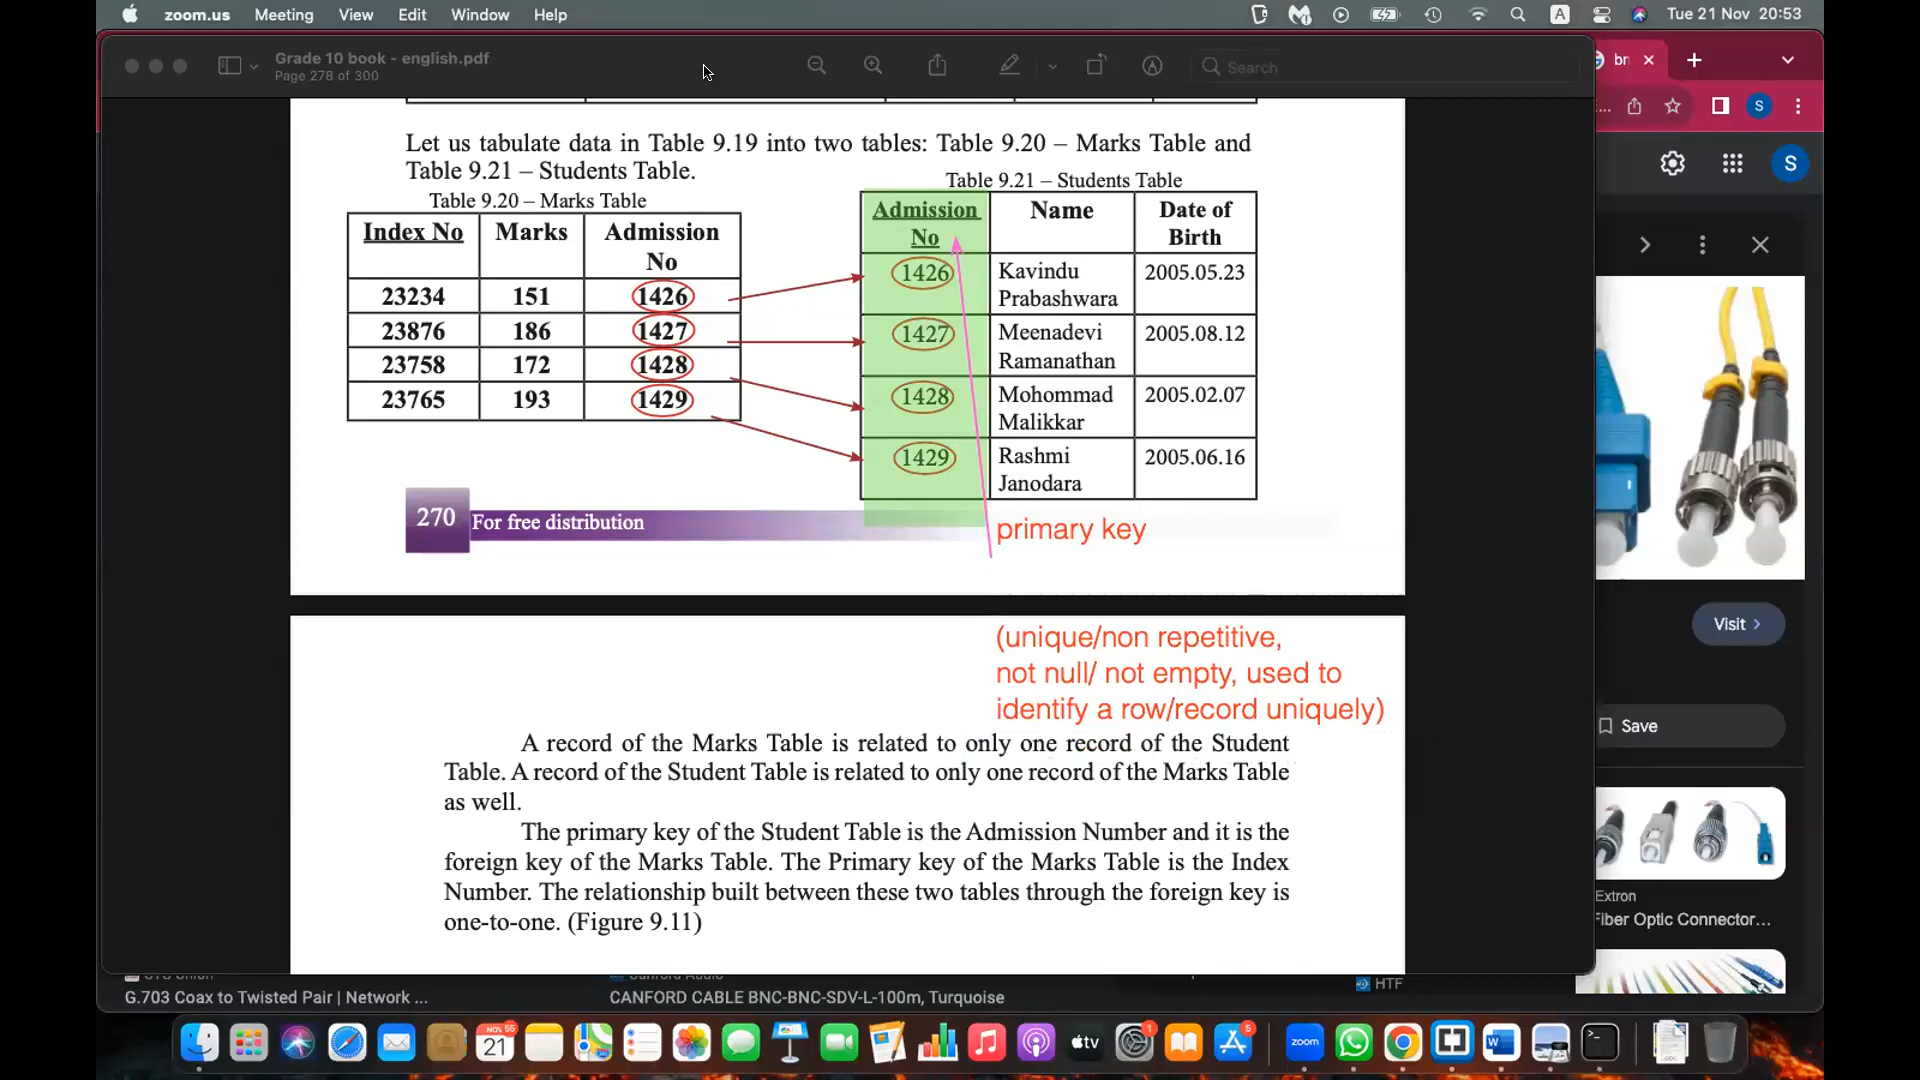 zoom.us Meeting View Edit Window Help
A
Tue 21 Nov 20:53
Grade 10 book - english.pdf
Page 278 of 300
Search
br
S
S
Let us tabulate data in Table 9.19 into two tables: Table 9.20 – Marks Table and
Table 9.21 – Students Table.
Table 9.20 – Marks Table
Index No Marks Admission No
23234 151 1426
23876 186 1427
23758 172 1428
23765 193 1429
Table 9.21 – Students Table
Admission No Name Date of Birth
1426 Kavindu Prabashwara 2005.05.23
1427 Meenadevi Ramanathan 2005.08.12
1428 Mohommad Malikkar 2005.02.07
1429 Rashmi Janodara 2005.06.16
270 For free distribution
primary key
(unique/non repetitive,
not null/ not empty, used to
identify a row/record uniquely)
A record of the Marks Table is related to only one record of the Student
Table. A record of the Student Table is related to only one record of the Marks Table
as well.
The primary key of the Student Table is the Admission Number and it is the
foreign key of the Marks Table. The Primary key of the Marks Table is the Index
Number. The relationship built between these two tables through the foreign key is
one-to-one. (Figure 9.11)
Visit
Save
Extron
Fiber Optic Connector...
G.703 Coax to Twisted Pair | Network ...
Canford Audio
CANFORD CABLE BNC-BNC-SDV-L-100m, Turquoise
HTF
NOV
21
tv
1
5
zoom
W